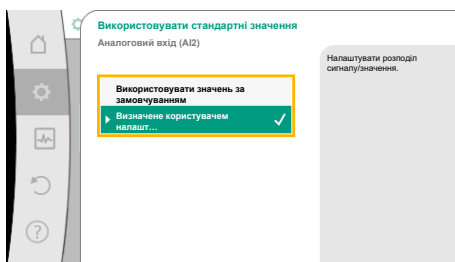 Використовувати стандартні значення
Аналоговий вхід (AI2)
Налаштувати розподіл
сигналу/значення.
Використовувати значень за
замовчуванням
Визначене користувачем
налашт...